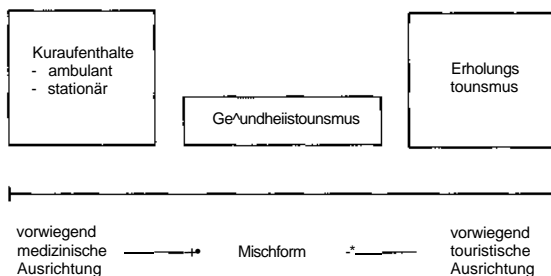 Kuraufenthalte
- ambulant
- stationär
Ge^undheiistounsmus
Erholungs
tounsmus
vorwiegend
medizinische
Ausrichtung
Mischform
vorwiegend
touristische
Ausrichtung